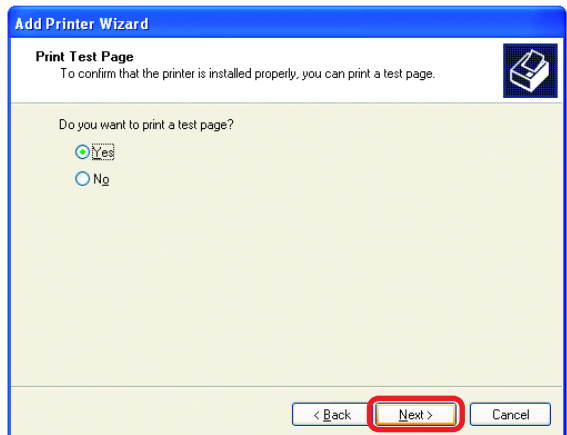 Add Printer Wizard
Print Test Page
To confirm that the printer is installed properly, you can print a test page.
Do you want to print a test page?
Yes
No
< Back Next > Cancel